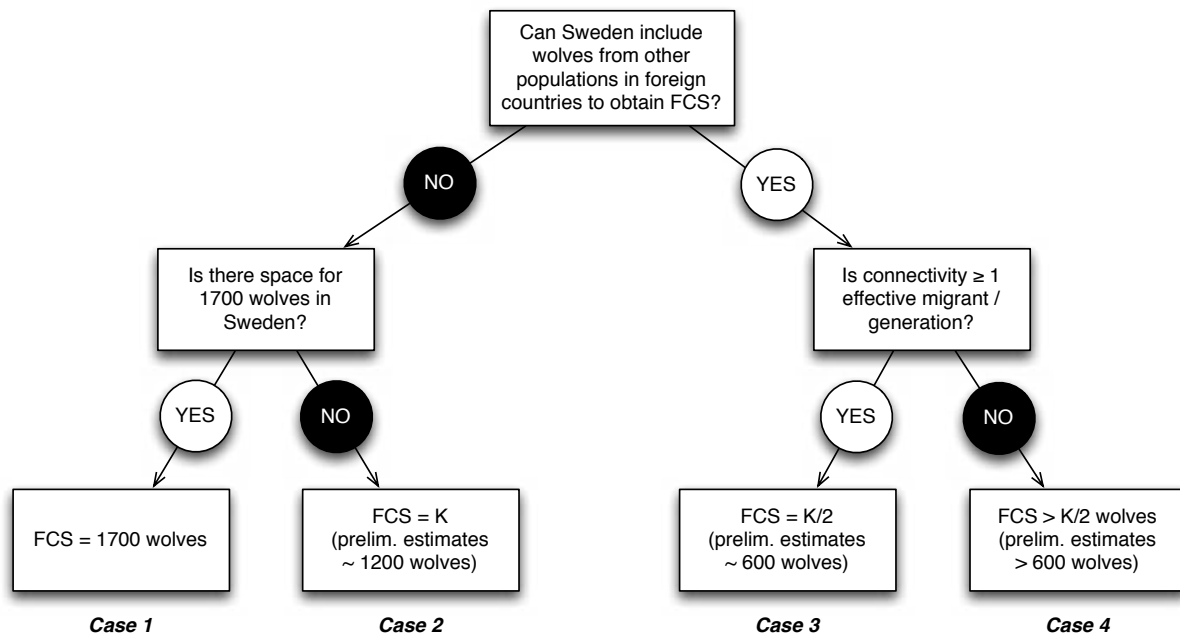 Can Sweden include
wolves from other
populations in foreign
countries to obtain FCS?
NO
YES
Is there space for
1700 wolves in
Sweden?
Is connectivity ≥ 1
effective migrant /
generation?
YES
NO
YES
NO
FCS = 1700 wolves
FCS = K
(prelim. estimates
~ 1200 wolves)
FCS = K/2
(prelim. estimates
~ 600 wolves)
FCS > K/2 wolves
(prelim. estimates
> 600 wolves)
Case 1
Case 2
Case 3
Case 4